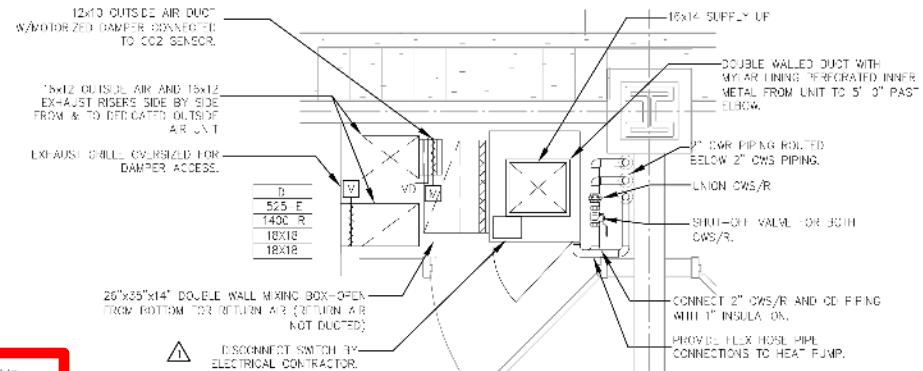 12x10 OUTSIDE AIR DUCT
W/MOTORIZED DAMPER CONNECTED
TO CO2 SENSOR.
16x12 OUTSIDE AIR AND 16x12
EXHAUST RISERS SIDE BY SIDE
FROM & TO DEDICATED OUTSIDE
AIR UNIT
EXHAUST GRILLE OVERSIZED FOR
DAMPER ACCESS.
D
525 E
1400 R
18X18
18X18
26"x35"x14" DOUBLE WALL MIXING BOX-OPEN
FROM BOTTOM FOR RETURN AIR (RETURN AIR
NOT DUCTED)
1
DISCONNECT SWITCH BY
ELECTRICAL CONTRACTOR.
VD
M
16x14 SUPPLY UP
DOUBLE WALLED DUCT WITH
MYLAR LINING PERFORATED INNER
METAL FROM UNIT TO 5'-0" PAST
ELBOW.
2" CWR PIPING ROUTED
BELOW 2" CWS PIPING.
UNION CWS/R
SHUT-OFF VALVE FOR BOTH
CWS/R.
CONNECT 2" CWS/R AND CD PIPING
WITH 1" INSULATION.
PROVIDE FLEX HOSE PIPE
CONNECTIONS TO HEAT PUMP.